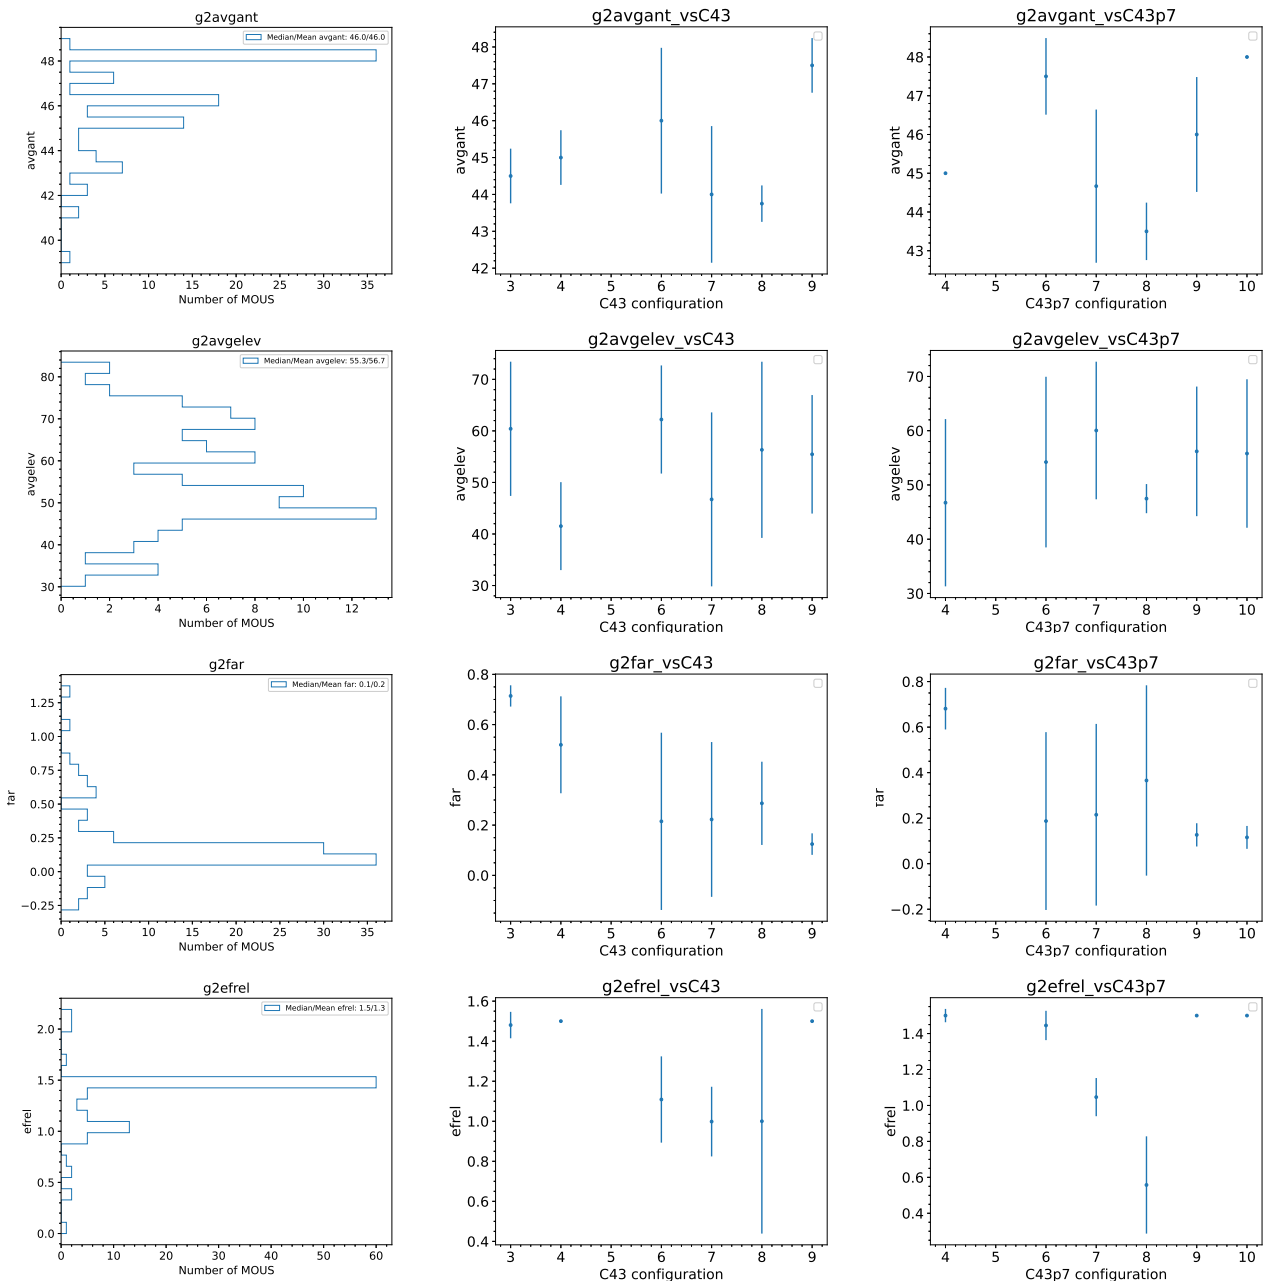 g2avgant
Median/Mean avgant: 46.0/46.0
avgant
48
46
44
42
40
0 5 10 15 20 25 30 35
Number of MOUS
g2avgant_vsC43
avgant
48
47
46
45
44
43
42
3 4 5 6 7 8 9
C43 configuration
g2avgant_vsC43p7
avgant
48
47
46
45
44
43
4 5 6 7 8 9 10
C43p7 configuration
g2avgelev
Median/Mean avgelev: 55.3/56.7
avgelev
80
70
60
50
40
30
0 2 4 6 8 10 12
Number of MOUS
g2avgelev_vsC43
avgelev
70
60
50
40
30
3 4 5 6 7 8 9
C43 configuration
g2avgelev_vsC43p7
avgelev
70
60
50
40
30
4 5 6 7 8 9 10
C43p7 configuration
g2far
Median/Mean far: 0.1/0.2
far
1.25
1.00
0.75
0.50
0.25
0.00
−0.25
0 5 10 15 20 25 30 35
Number of MOUS
g2far_vsC43
far
0.8
0.6
0.4
0.2
0.0
3 4 5 6 7 8 9
C43 configuration
g2far_vsC43p7
far
0.8
0.6
0.4
0.2
0.0
−0.2
4 5 6 7 8 9 10
C43p7 configuration
g2efrel
Median/Mean efrel: 1.5/1.3
efrel
2.0
1.5
1.0
0.5
0.0
0 10 20 30 40 50 60
Number of MOUS
g2efrel_vsC43
efrel
1.6
1.4
1.2
1.0
0.8
0.6
0.4
3 4 5 6 7 8 9
C43 configuration
g2efrel_vsC43p7
efrel
1.4
1.2
1.0
0.8
0.6
0.4
4 5 6 7 8 9 10
C43p7 configuration